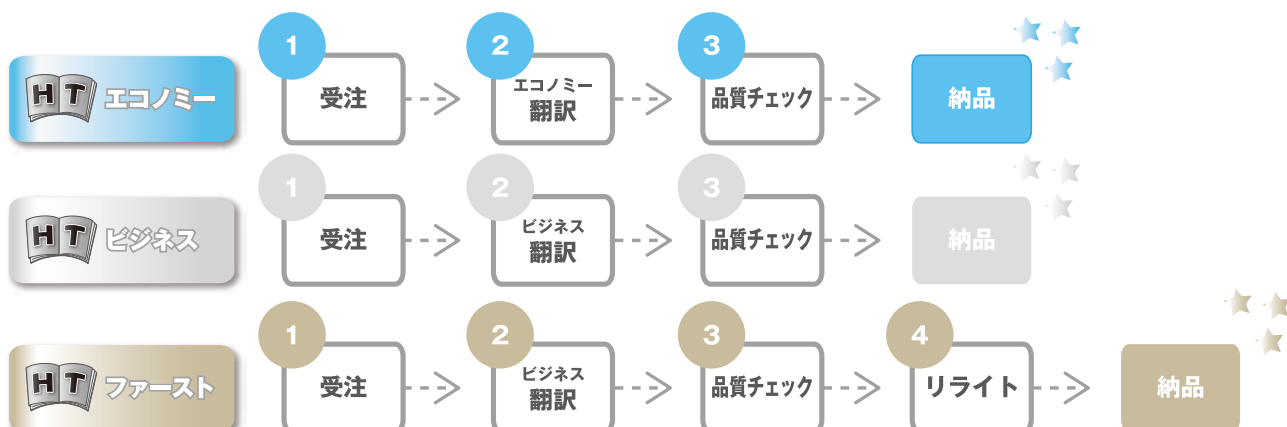 HT エコノミー
1
受注
2
エコノミー
翻訳
3
品質チェック
納品
HT ビジネス
1
受注
2
ビジネス
翻訳
3
品質チェック
納品
HT ファースト
1
受注
2
ビジネス
翻訳
3
品質チェック
4
リライト
納品